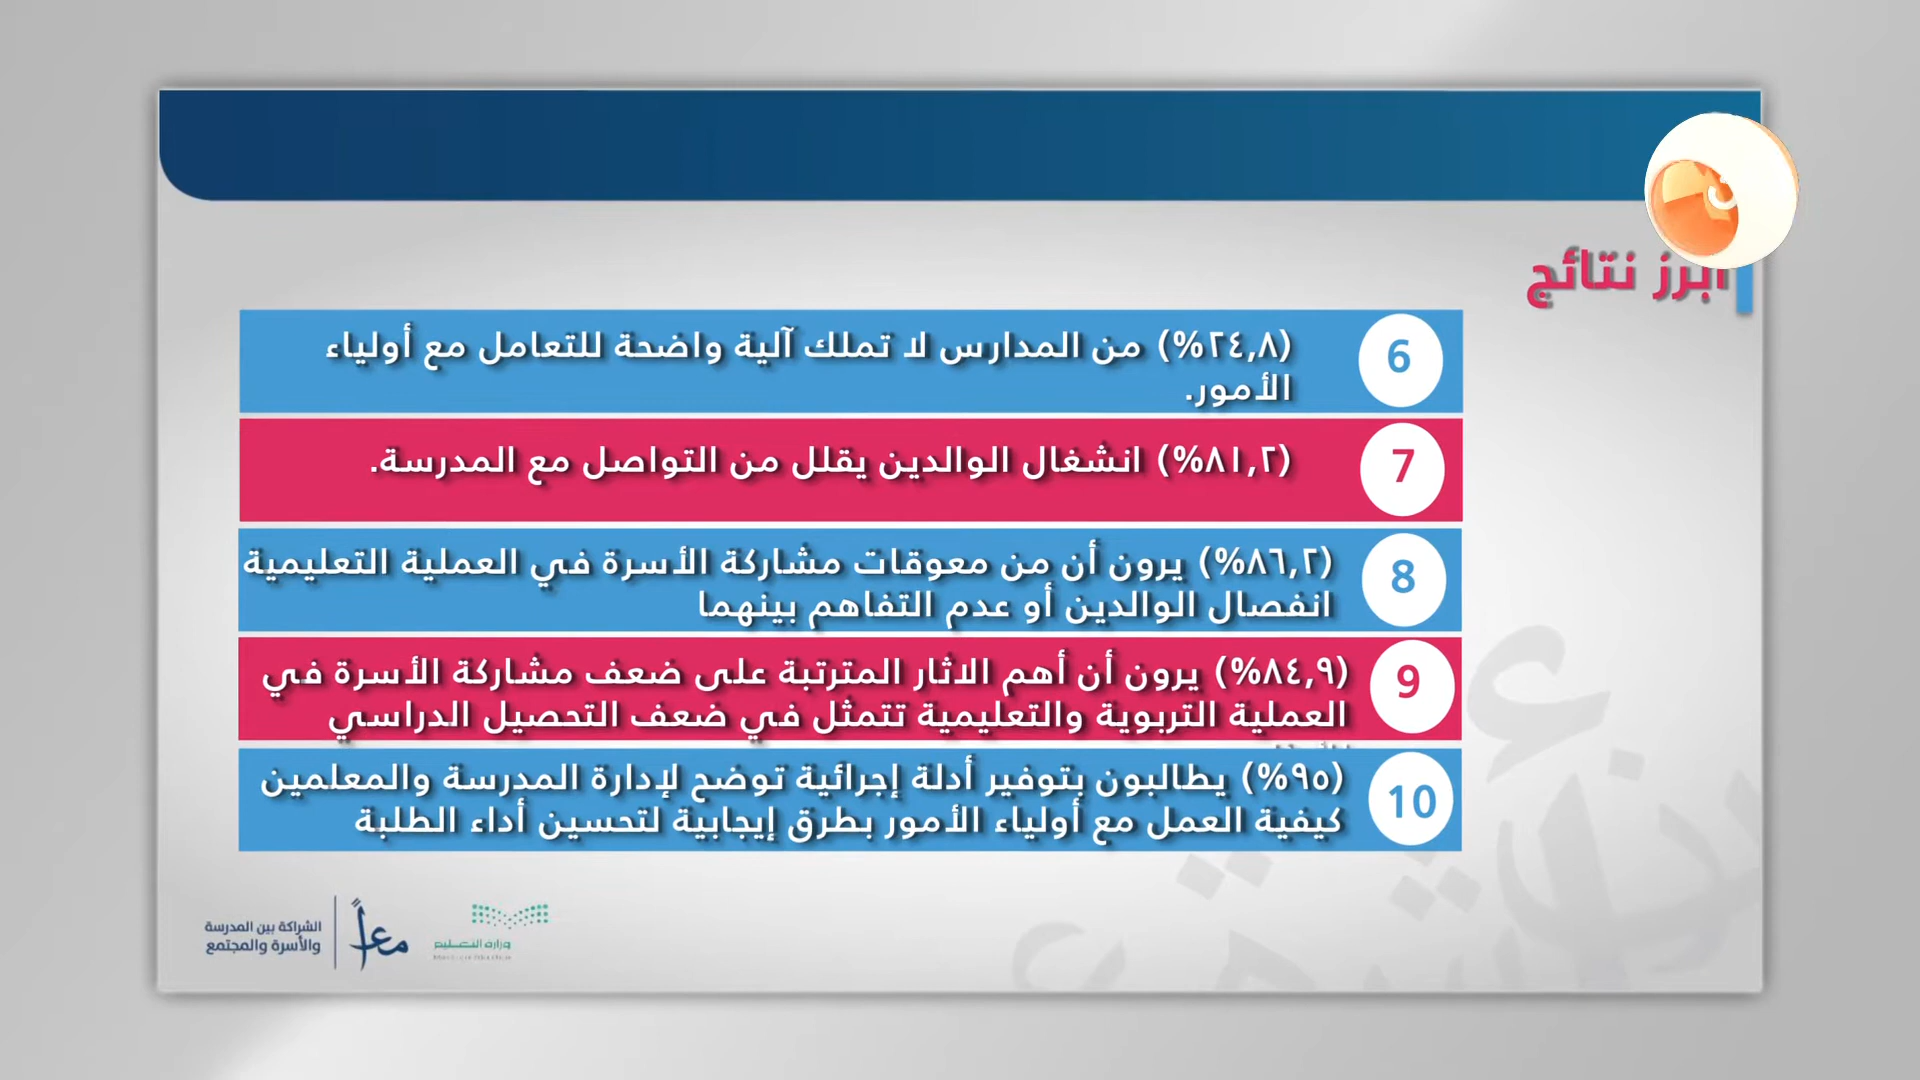 أبرز نتائج
6
(٢٤,٨%) من المدارس لا تملك آلية واضحة للتعامل مع أولياء
الأمور.
7
(٨١,٢%) انشغال الوالدين يقلل من التواصل مع المدرسة.
8
(٨٦,٢%) يرون أن من معوقات مشاركة الأسرة في العملية التعليمية
انفصال الوالدين أو عدم التفاهم بينهما
9
(٨٤,٩%) يرون أن أهم الاثار المترتبة على ضعف مشاركة الأسرة في
العملية التربوية والتعليمية تتمثل في ضعف التحصيل الدراسي
10
(٩٥%) يطالبون بتوفير أدلة إجرائية توضح لإدارة المدرسة والمعلمين
كيفية العمل مع أولياء الأمور بطرق إيجابية لتحسين أداء الطلبة
وزارة التعليم
معاً
الشراكة بين المدرسة
والأسرة والمجتمع